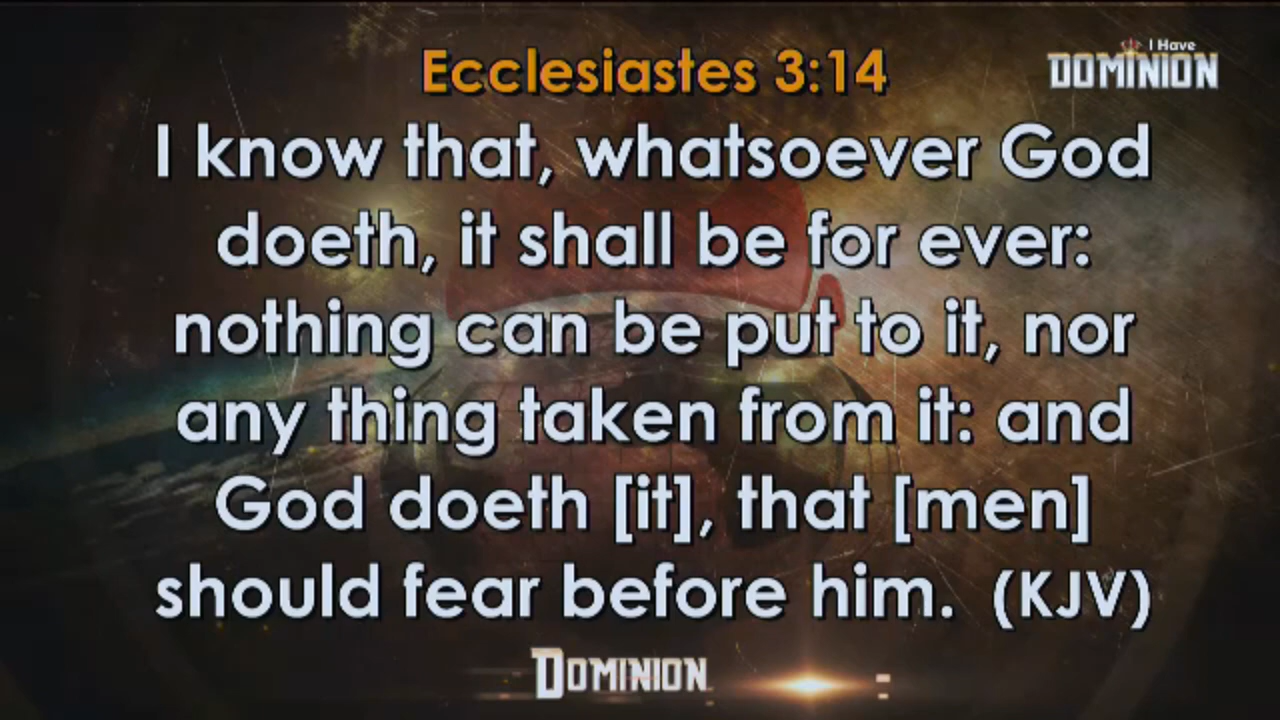 Ecclesiastes 3:14
I Have
DOMINION
I know that, whatsoever God
doeth, it shall be for ever:
nothing can be put to it, nor
any thing taken from it: and
God doeth [it], that [men]
should fear before him. (KJV)
DOMINION